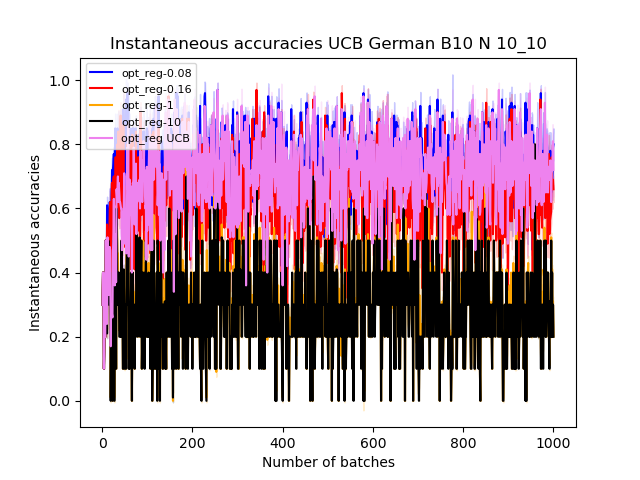 Instantaneous accuracies UCB German B10 N 10_10
opt_reg-0.08
opt_reg-0.16
opt_reg-1
opt_reg-10
opt_reg UCB
1.0
0.8
0.6
0.4
0.2
0.0
Instantaneous accuracies
0 200 400 600 800 1000
Number of batches